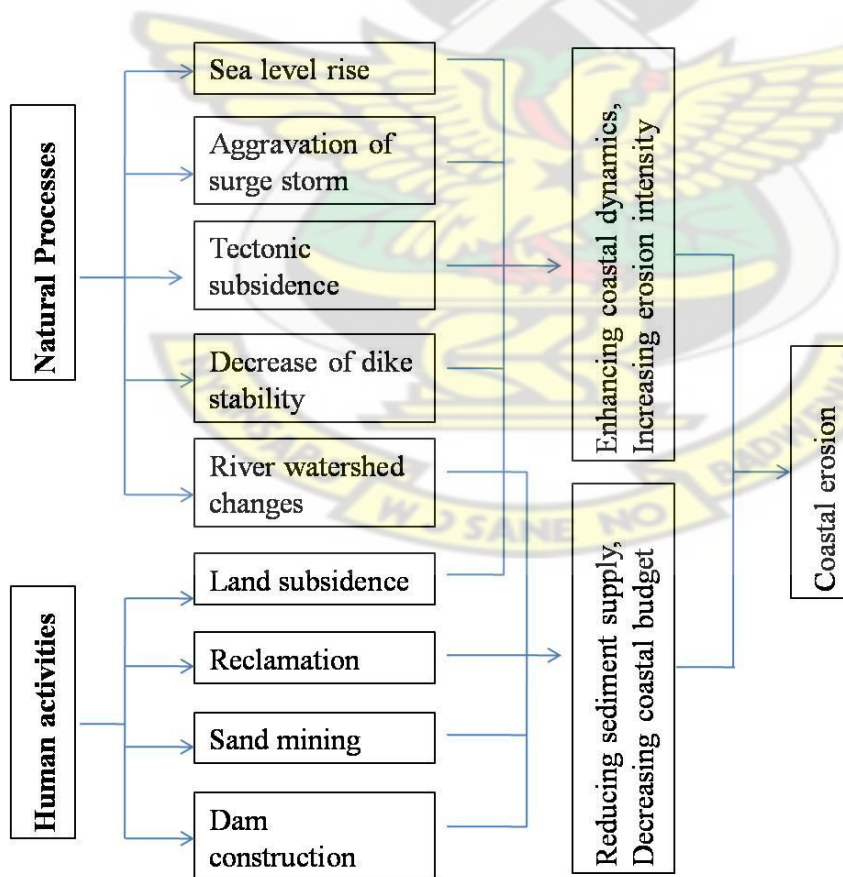 Natural Processes
Sea level rise
Aggravation of
surge storm
Tectonic
subsidence
Decrease of dike
stability
River watershed
changes
Human activities
Land subsidence
Reclamation
Sand mining
Dam
construction
Enhancing coastal dynamics,
Increasing erosion intensity
Reducing sediment supply,
Decreasing coastal budget
Coastal erosion
SANE NO